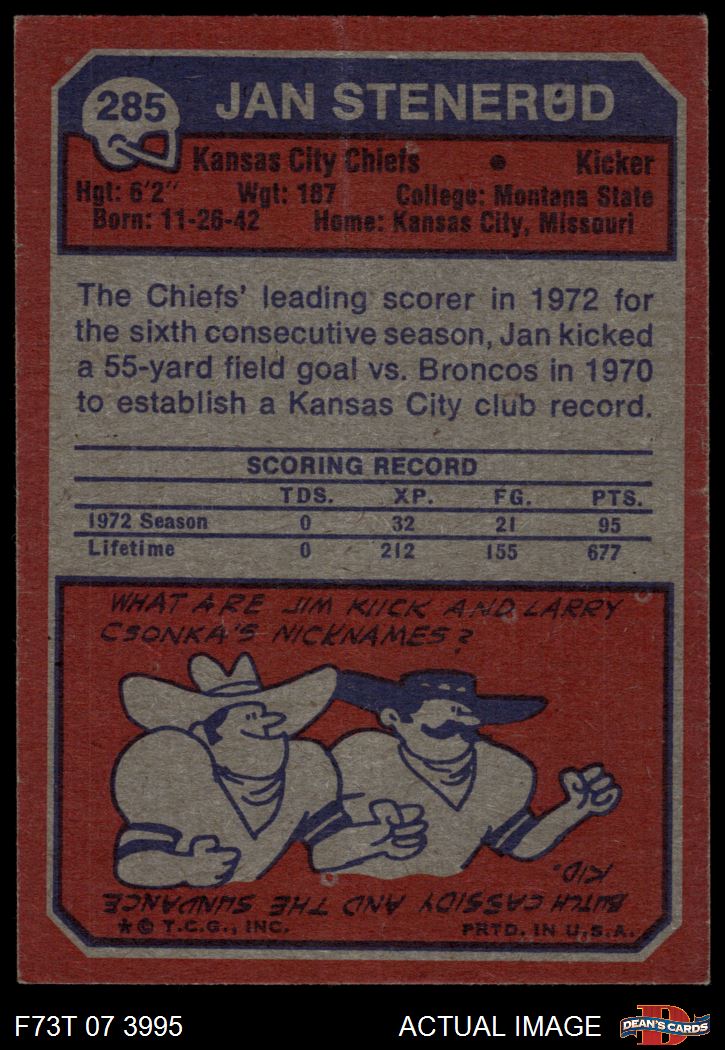 285
JAN STENERUD
Kansas City Chiefs • Kicker
Hgt: 6'2" Wgt: 187 College: Montana State
Born: 11-26-42 Home: Kansas City, Missouri
The Chiefs' leading scorer in 1972 for
the sixth consecutive season, Jan kicked
a 55-yard field goal vs. Broncos in 1970
to establish a Kansas City club record.
SCORING RECORD
TDS. XP. FG. PTS.
1972 Season 0 32 21 95
Lifetime 0 212 155 677
WHAT ARE JIM KIICK AND LARRY
CSONKA'S NICKNAMES?
BUTCH CASSIDY AND THE SUNDANCE
KID.
* © T.C.G., INC. PRTD. IN U.S.A.
F73T 07 3995 ACTUAL IMAGE D DEAN'S CARDS